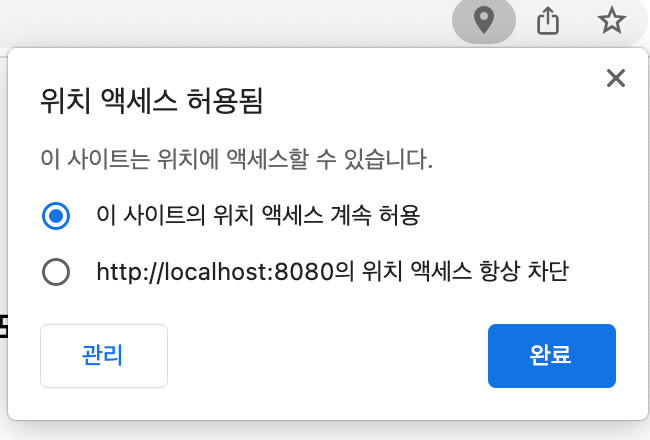 위치 액세스 허용됨
이 사이트는 위치에 액세스할 수 있습니다.
이 사이트의 위치 액세스 계속 허용
http://localhost:8080의 위치 액세스 항상 차단
관리
완료